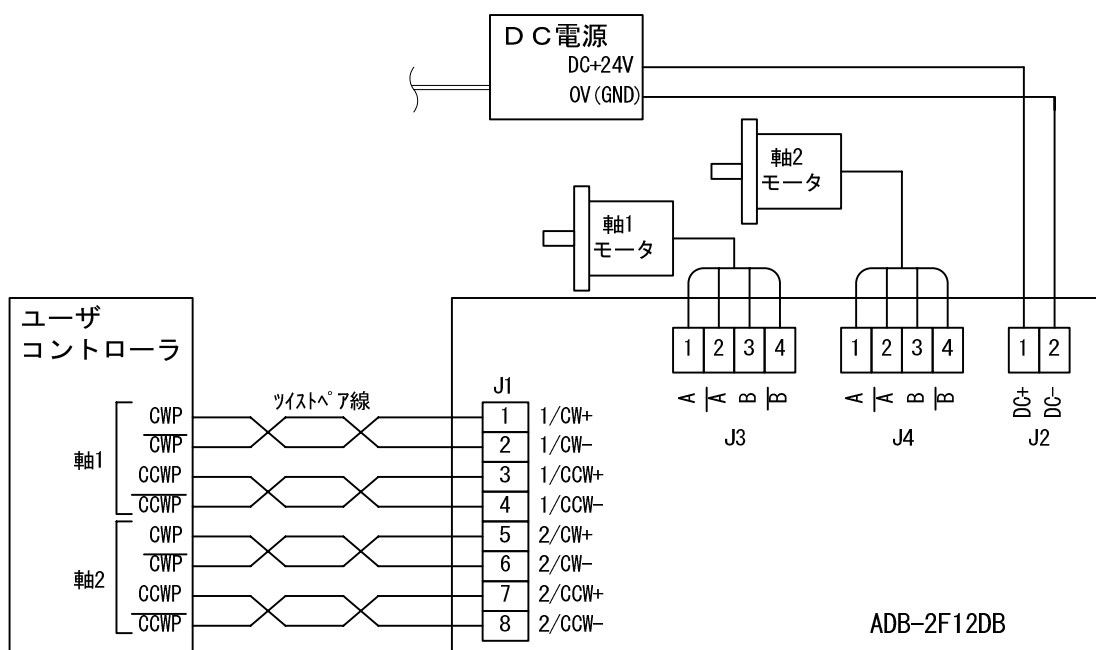 DC電源
DC+24V
0V(GND)
軸2
モータ
軸1
モータ
ユーザ
コントローラ
1 2 3 4
1 2 3 4
1 2
A A B B
A A B B
DC+ DC-
J3
J4
J2
J1
ツイストペア線
軸1
CWP
CWP
CCWP
CCWP
軸2
CWP
CWP
CCWP
CCWP
1 1/CW+
2 1/CW-
3 1/CCW+
4 1/CCW-
5 2/CW+
6 2/CW-
7 2/CCW+
8 2/CCW-
ADB-2F12DB